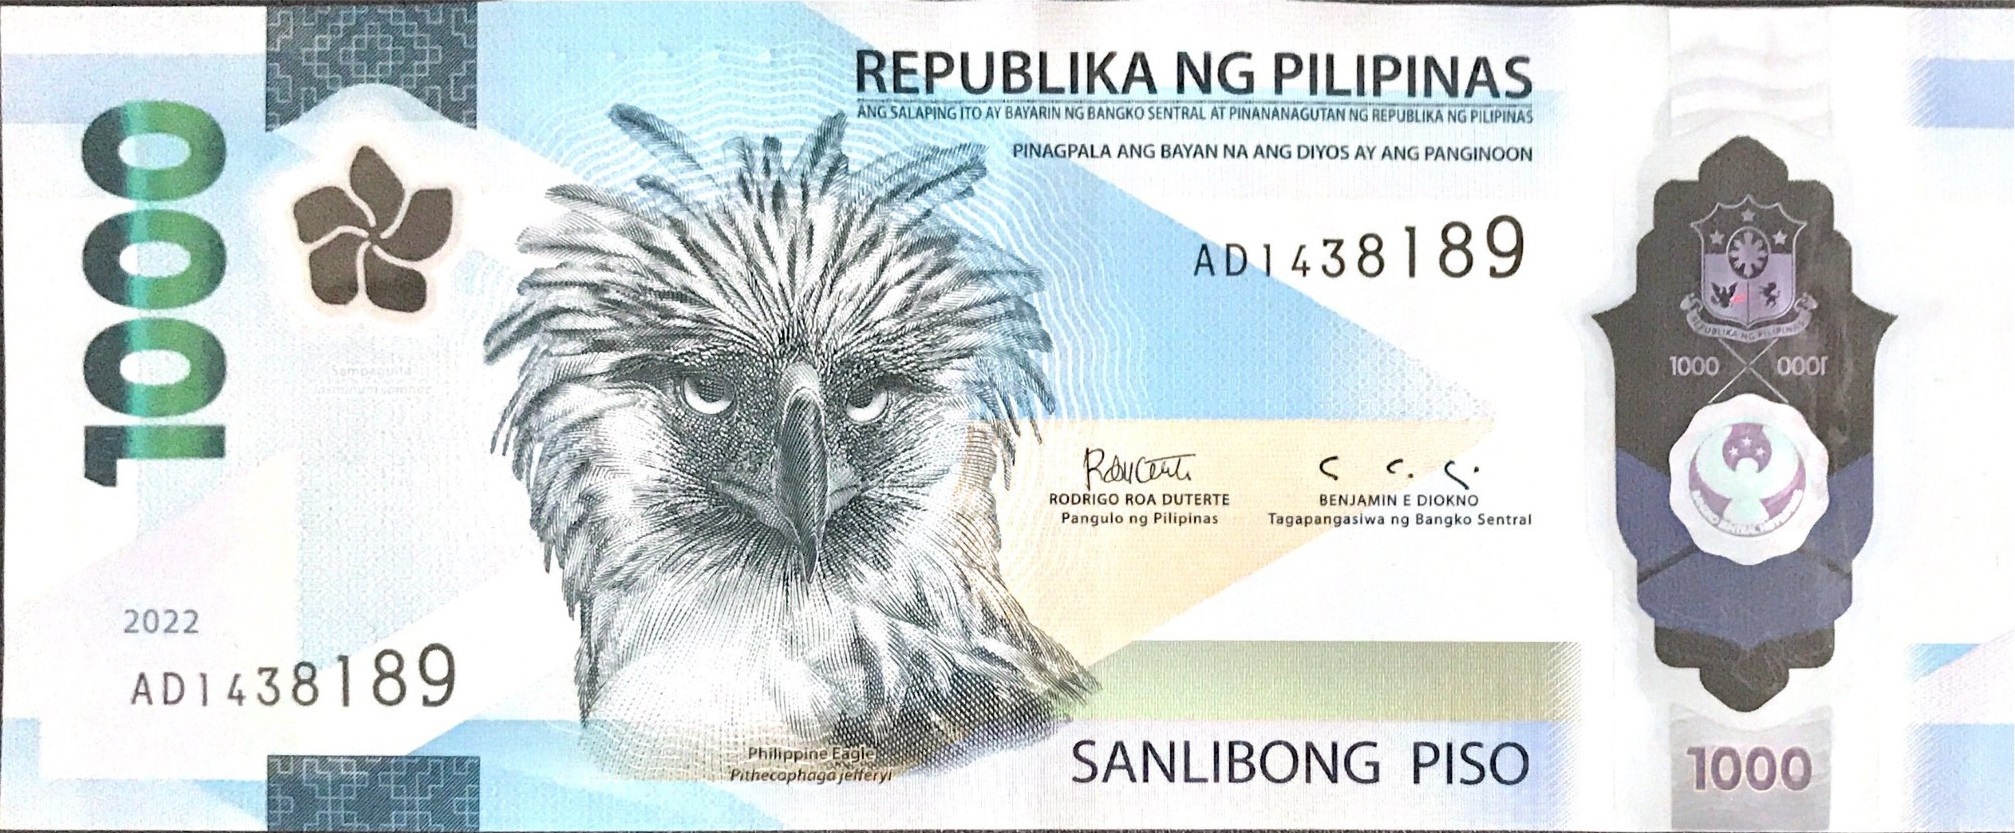 1000
REPUBLIKA NG PILIPINAS
ANG SALAPING ITO AY BAYARIN NG BANGKO SENTRAL AT PINANANAGUTAN NG REPUBLIKA NG PILIPINAS
PINAGPALA ANG BAYAN NA ANG DIYOS AY ANG PANGINOON
AD1438189
REPUBLIKA NG PILIPINAS
1000 1000
Sampaguita
RODRIGO ROA DUTERTE
Pangulo ng Pilipinas
BENJAMIN E DIOKNO
Tagapangasiwa ng Bangko Sentral
2022
AD1438189
Philippine Eagle
Pithecophaga jefferyi
SANLIBONG PISO
1000